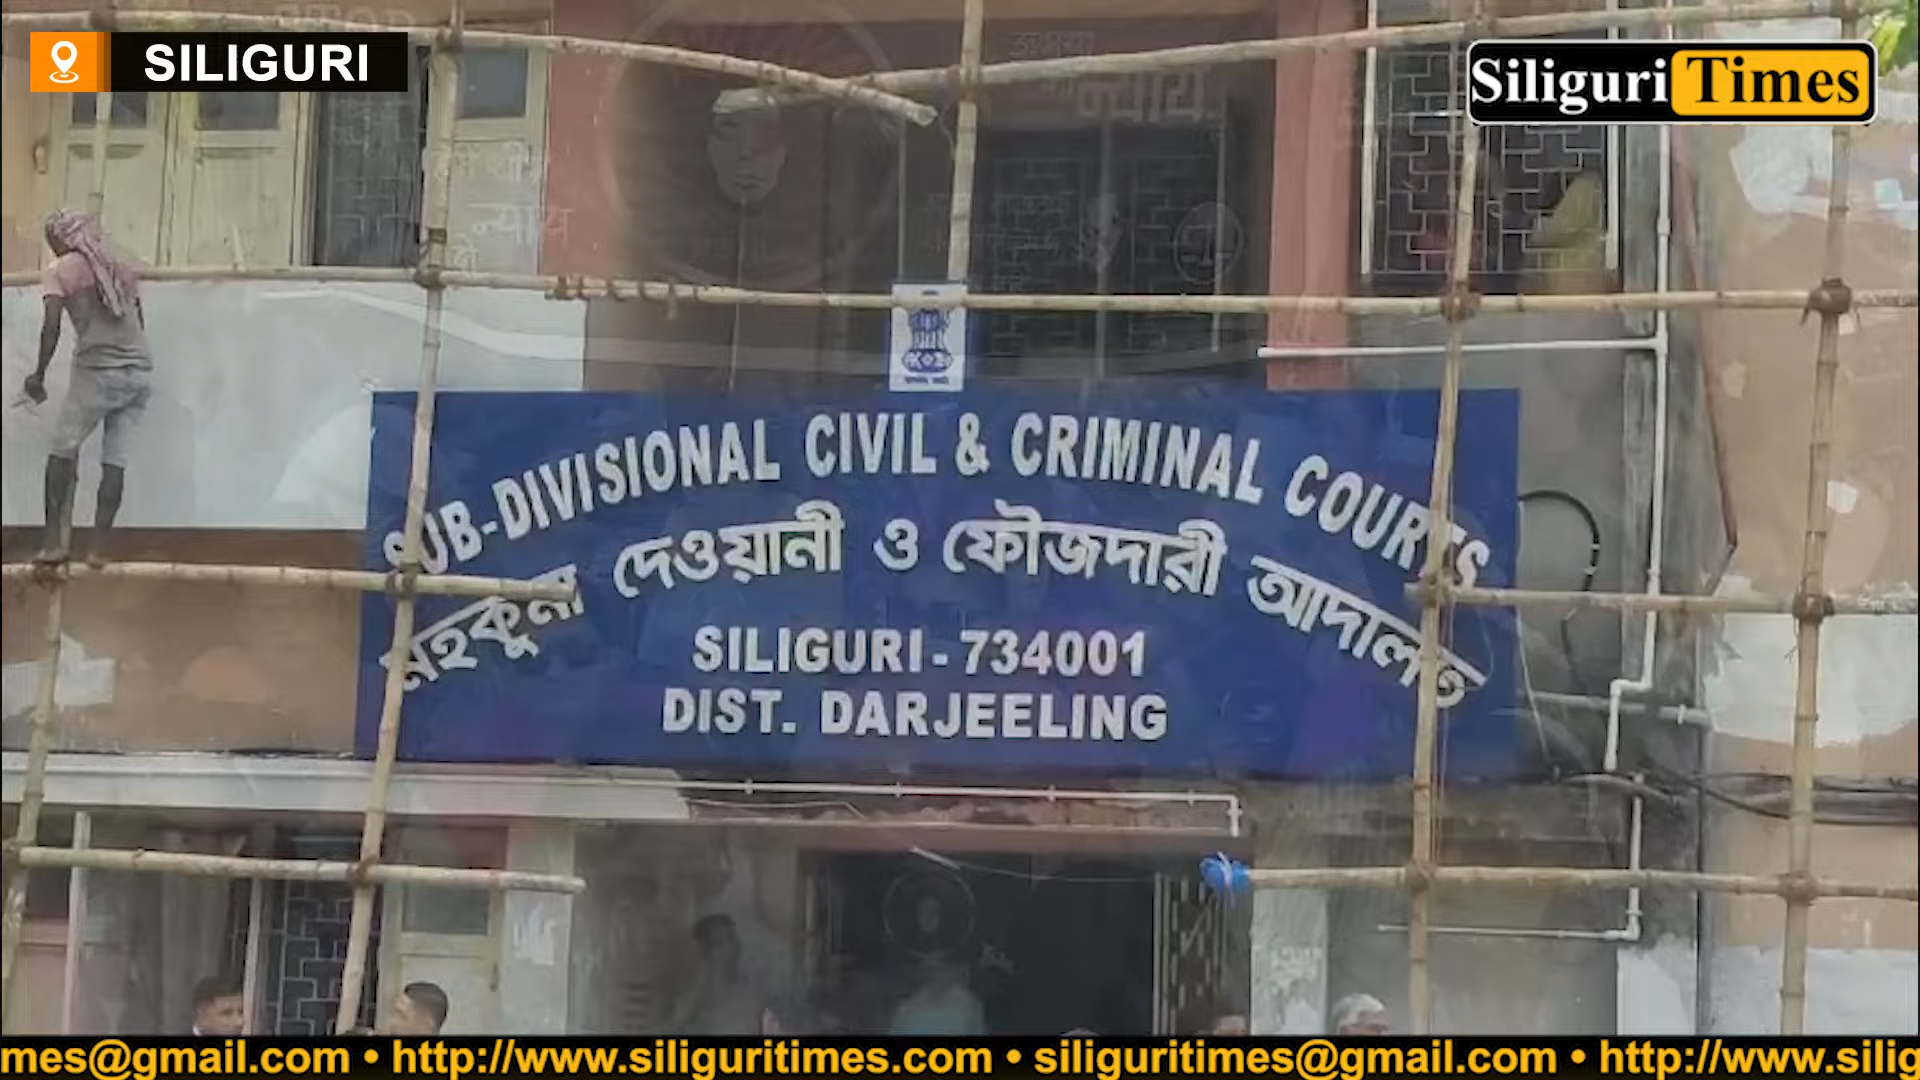 SILIGURI
Siliguri Times
SUB-DIVISIONAL CIVIL & CRIMINAL COURTS
মহকুমা দেওয়ানী ও ফৌজদারী আদালত
SILIGURI - 734001
DIST. DARJEELING
mes@gmail.com • http://www.siliguritimes.com • siliguritimes@gmail.com • http://www.silig